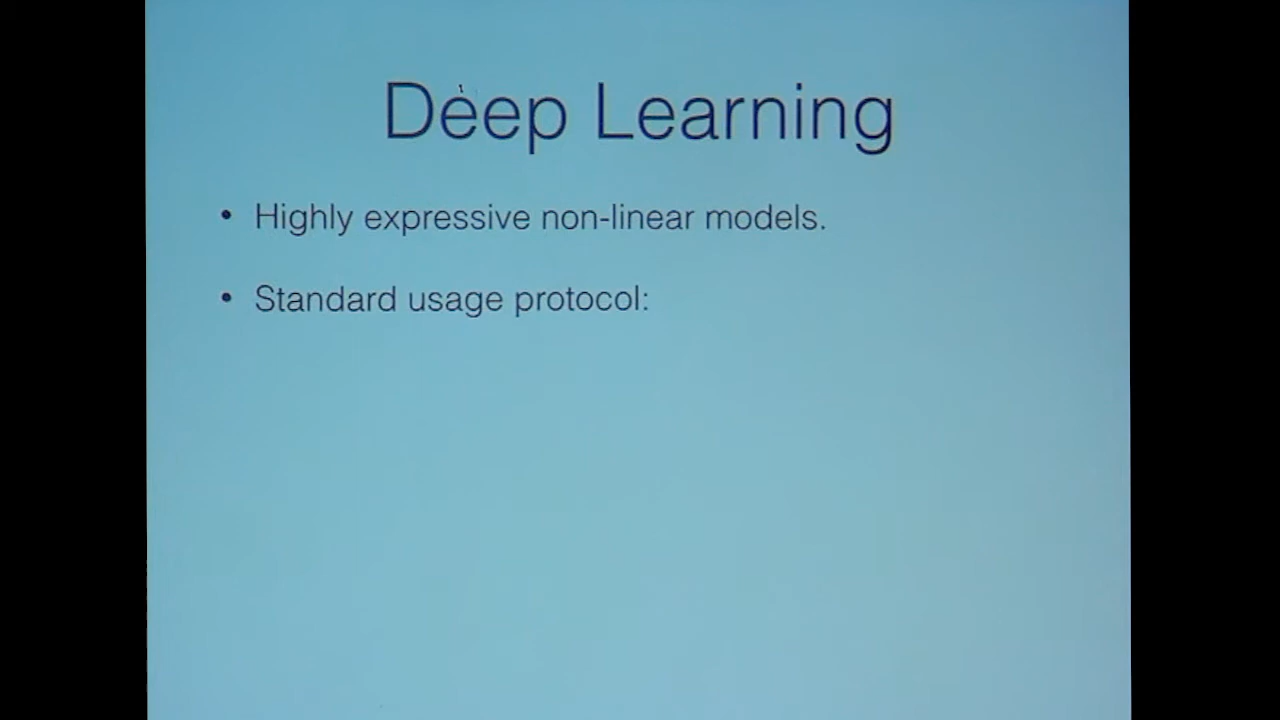 Deep Learning
• Highly expressive non-linear models.
• Standard usage protocol: